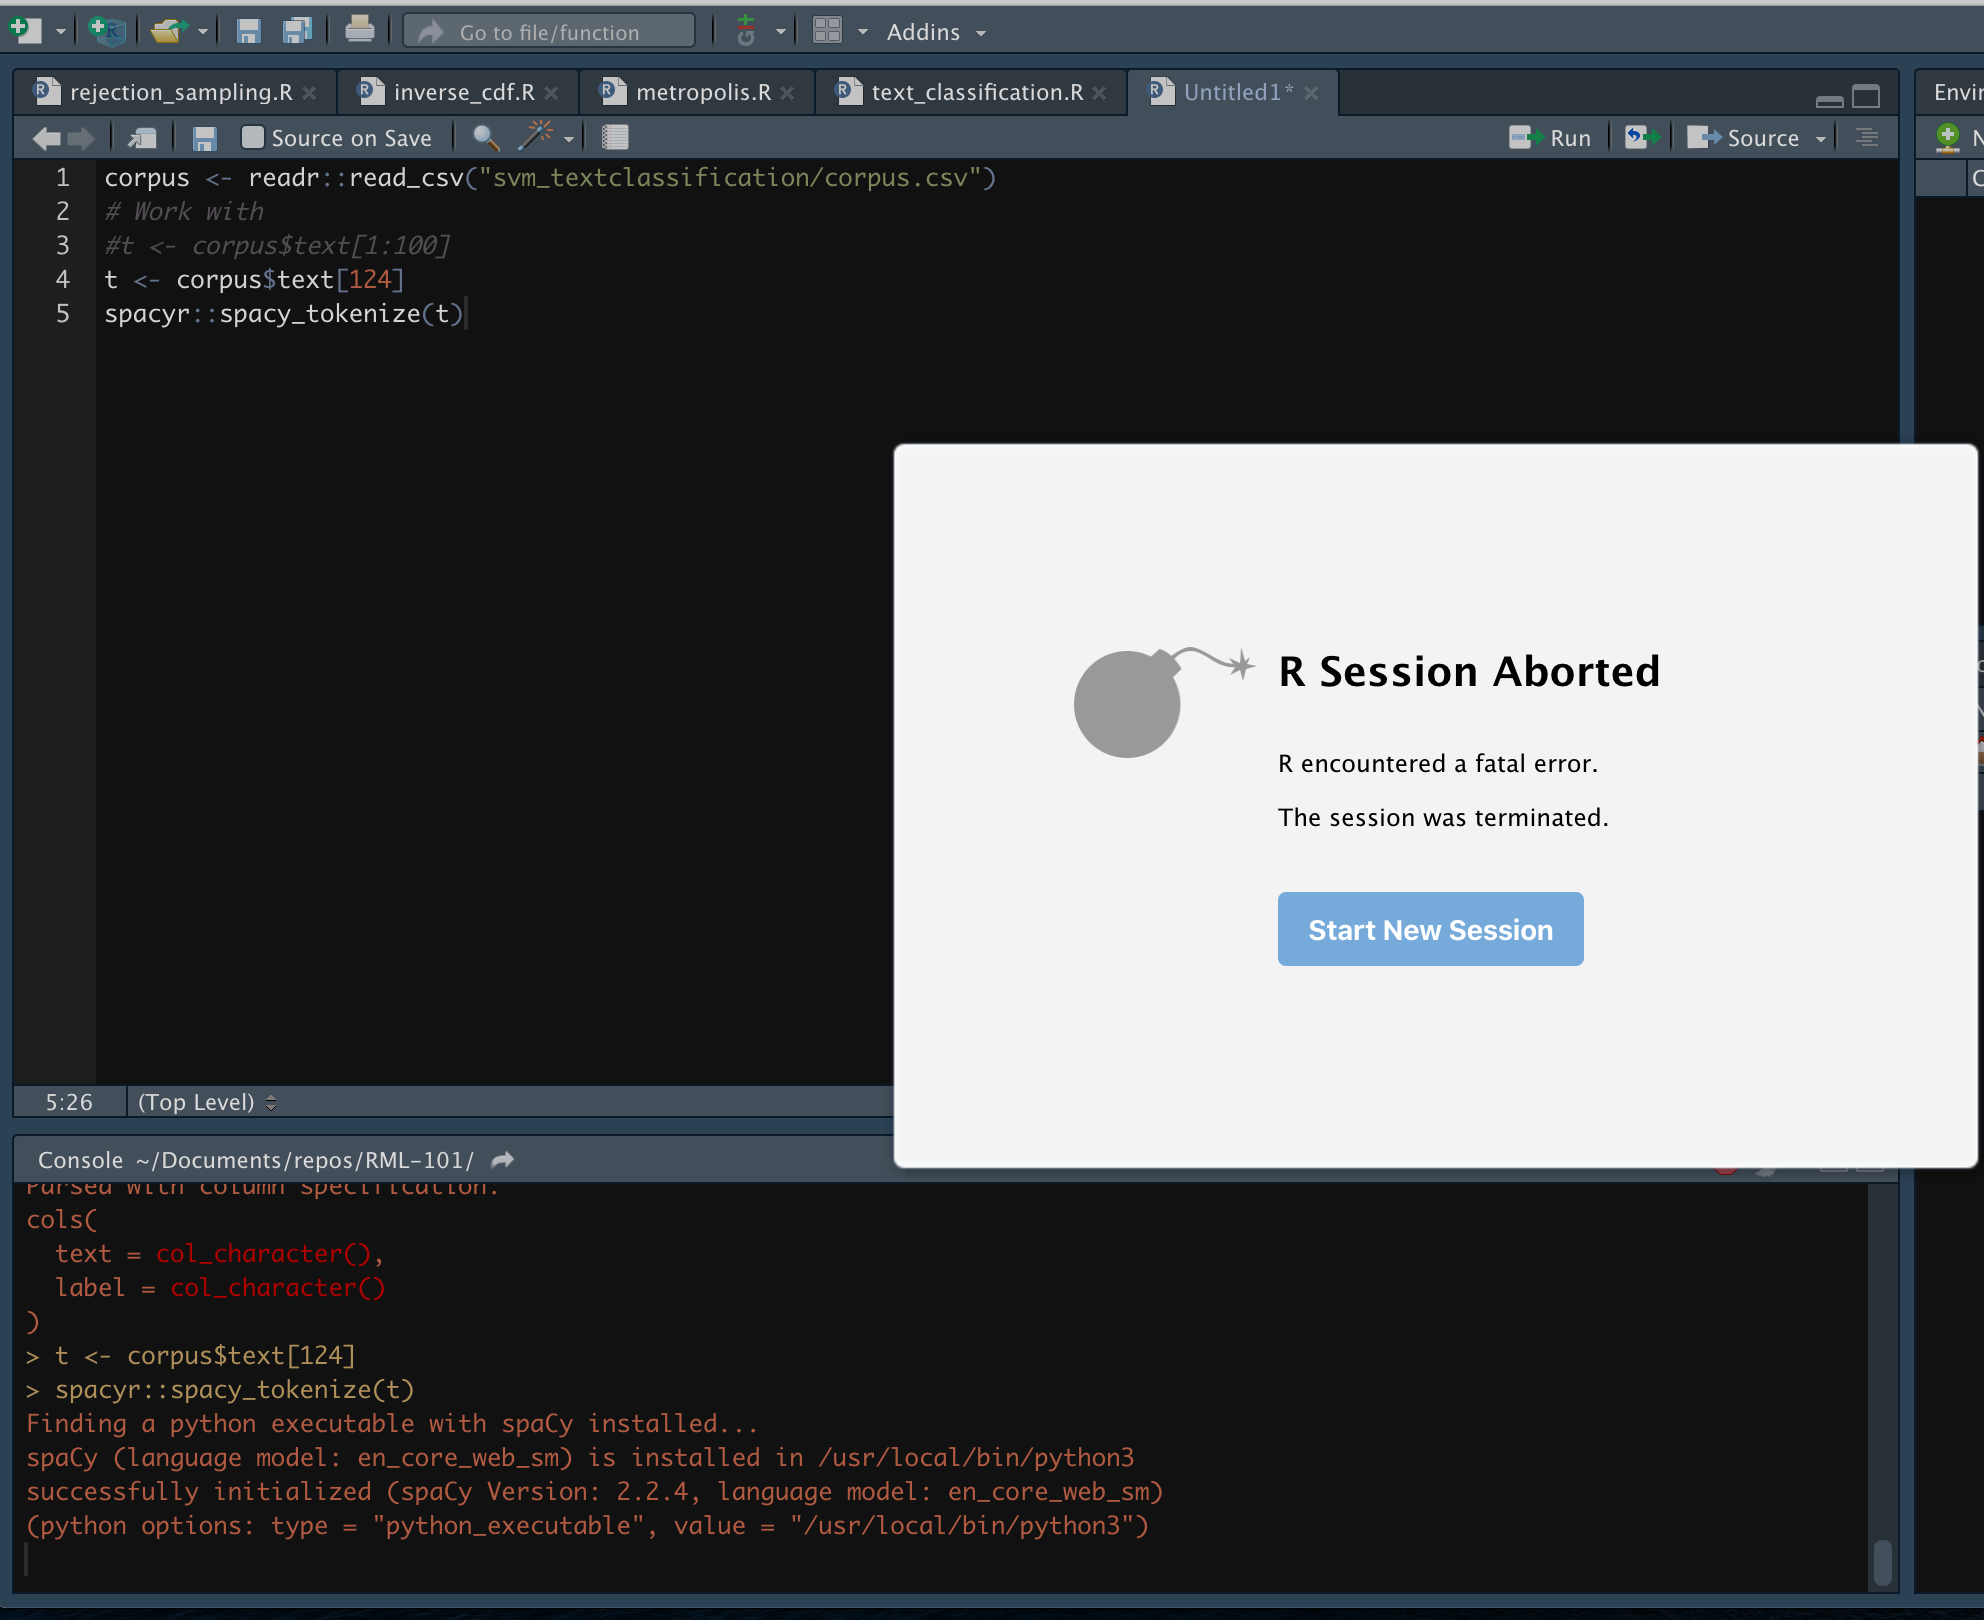 Go to file/function
Addins
rejection_sampling.R
inverse_cdf.R
metropolis.R
text_classification.R
Untitled1*
Source on Save
Run
Source
1 corpus <- readr::read_csv("svm_textclassification/corpus.csv")
2 # Work with
3 #t <- corpus$text[1:100]
4 t <- corpus$text[124]
5 spacyr::spacy_tokenize(t)
R Session Aborted
R encountered a fatal error.
The session was terminated.
Start New Session
5:26 (Top Level)
Console ~/Documents/repos/RML-101/
Parsed with column specification:
cols(
  text = col_character(),
  label = col_character()
)
> t <- corpus$text[124]
> spacyr::spacy_tokenize(t)
Finding a python executable with spaCy installed...
spaCy (language model: en_core_web_sm) is installed in /usr/local/bin/python3
successfully initialized (spaCy Version: 2.2.4, language model: en_core_web_sm)
(python options: type = "python_executable", value = "/usr/local/bin/python3")